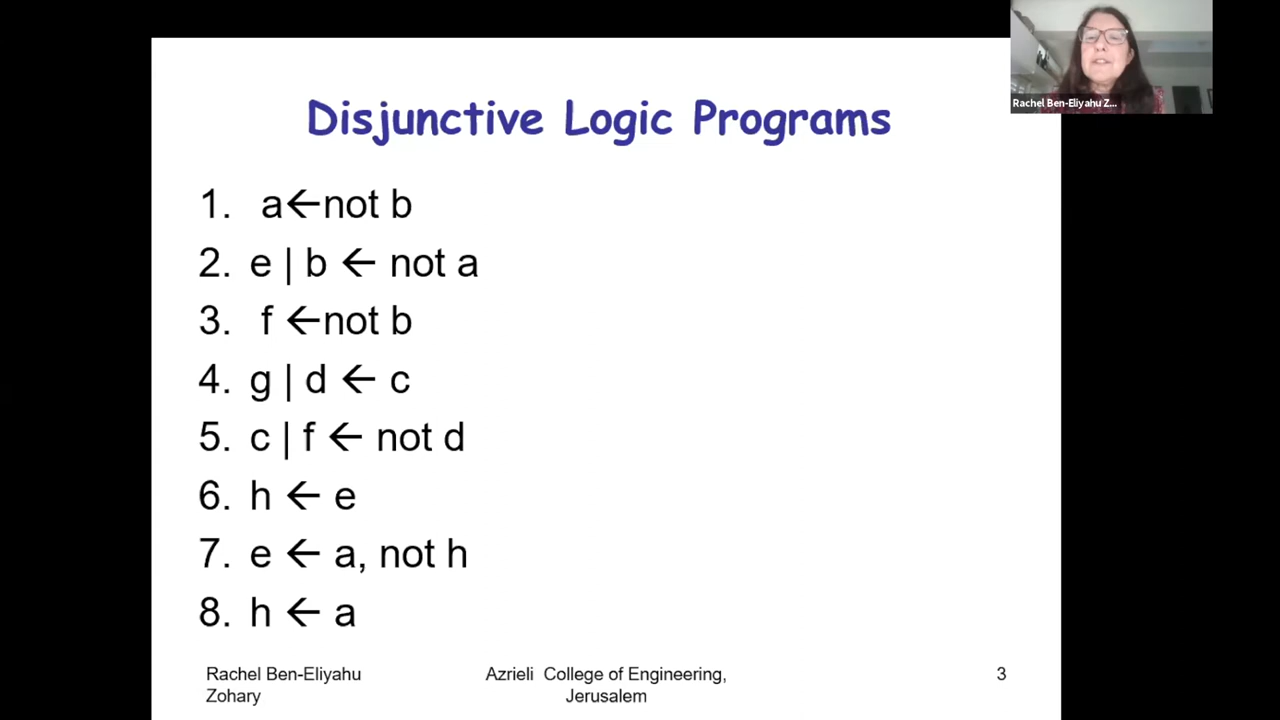 Rachel Ben-Eliyahu Z...
Disjunctive Logic Programs
1. a←not b
2. e | b ← not a
3. f ←not b
4. g | d ← c
5. c | f ← not d
6. h ← e
7. e ← a, not h
8. h ← a
Rachel Ben-Eliyahu
Zohary
Azrieli College of Engineering,
Jerusalem
3